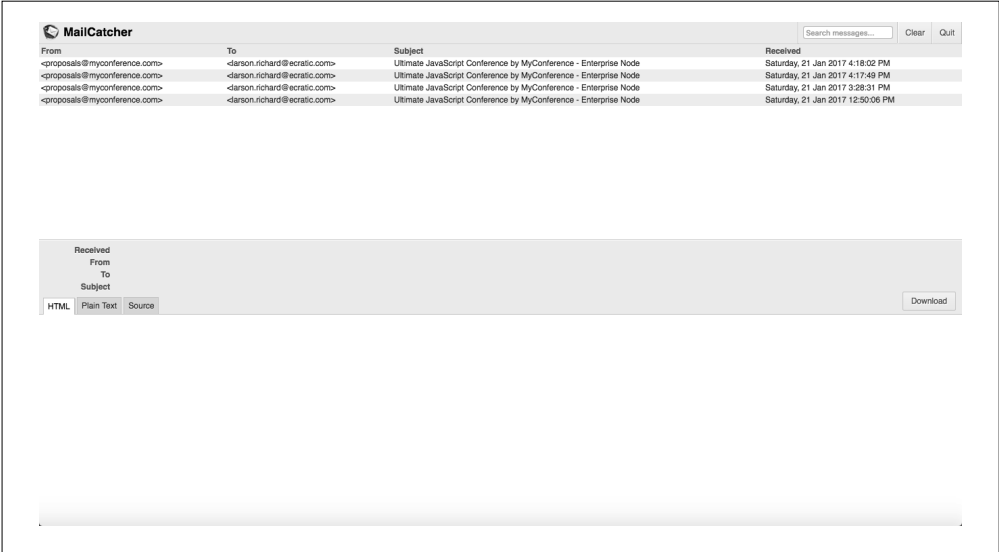 MailCatcher Search messages... Clear Quit
From To Subject Received
<proposals@myconference.com> <larson.richard@ecratic.com> Ultimate JavaScript Conference by MyConference - Enterprise Node Saturday, 21 Jan 2017 4:18:02 PM
<proposals@myconference.com> <larson.richard@ecratic.com> Ultimate JavaScript Conference by MyConference - Enterprise Node Saturday, 21 Jan 2017 4:17:49 PM
<proposals@myconference.com> <larson.richard@ecratic.com> Ultimate JavaScript Conference by MyConference - Enterprise Node Saturday, 21 Jan 2017 3:28:31 PM
<proposals@myconference.com> <larson.richard@ecratic.com> Ultimate JavaScript Conference by MyConference - Enterprise Node Saturday, 21 Jan 2017 12:50:06 PM
Received
From
To
Subject
HTML Plain Text Source Download